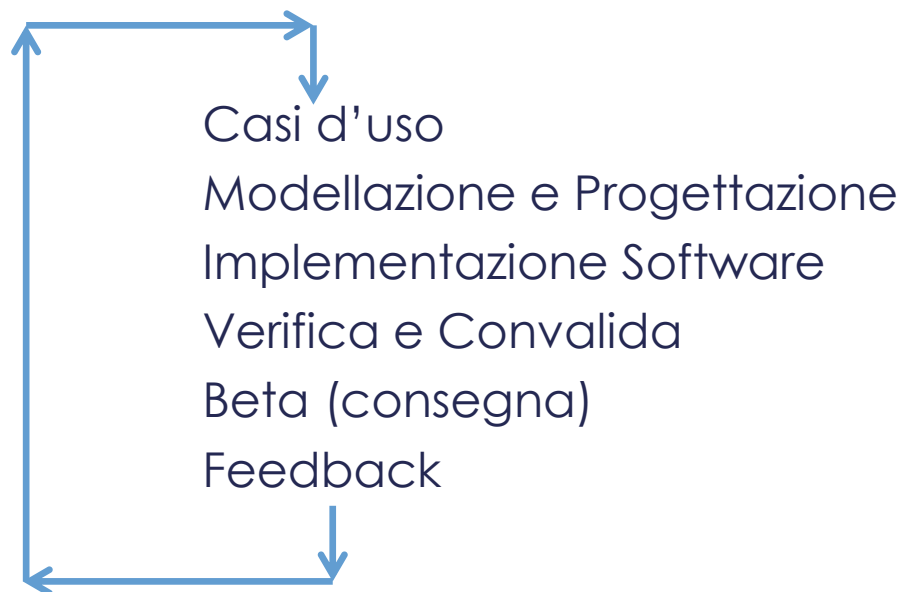 Casi d’uso
Modellazione e Progettazione
Implementazione Software
Verifica e Convalida
Beta (consegna)
Feedback